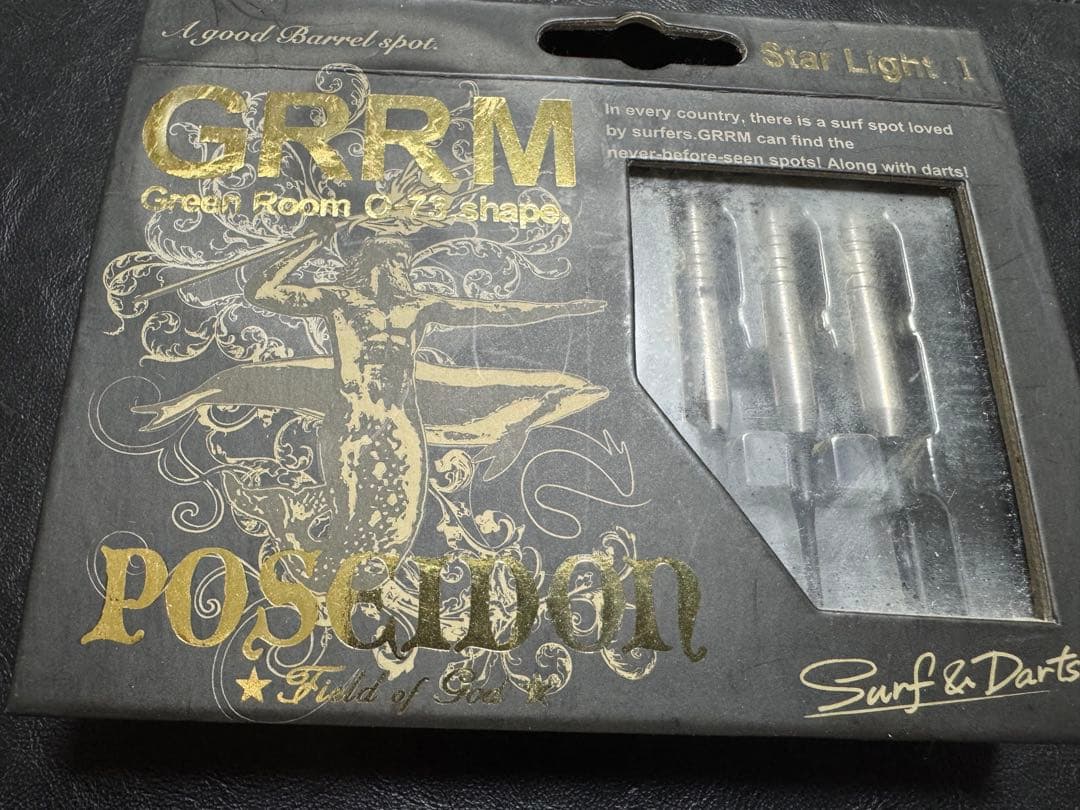 A good Barrel spot.
Star Light I
GRRM
Green Room O-73 shape.
In every country, there is a surf spot loved
by surfers.GRRM can find the
never-before-seen spots! Along with darts!
POSEIDON
★ Field of God ★
Surf & Darts